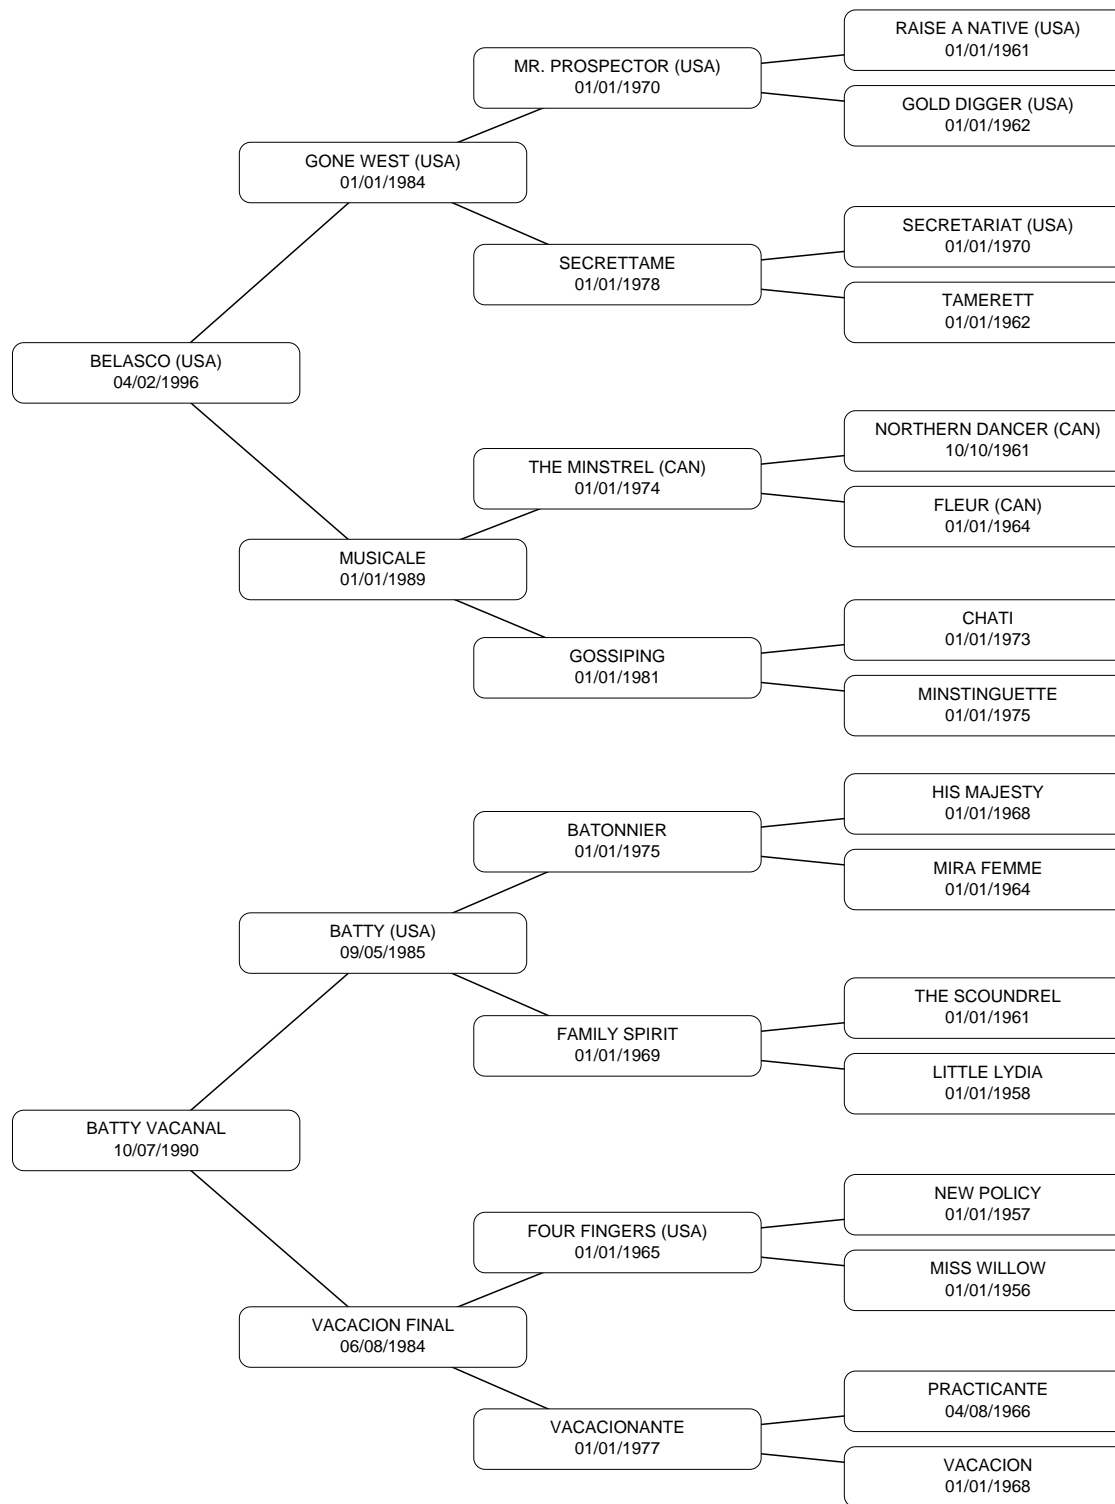 RAISE A NATIVE (USA)
01/01/1961
MR. PROSPECTOR (USA)
01/01/1970
GOLD DIGGER (USA)
01/01/1962
GONE WEST (USA)
01/01/1984
SECRETARIAT (USA)
01/01/1970
SECRETTAME
01/01/1978
TAMERETT
01/01/1962
BELASCO (USA)
04/02/1996
NORTHERN DANCER (CAN)
10/10/1961
THE MINSTREL (CAN)
01/01/1974
FLEUR (CAN)
01/01/1964
MUSICALE
01/01/1989
CHATI
01/01/1973
GOSSIPING
01/01/1981
MINSTINGUETTE
01/01/1975
HIS MAJESTY
01/01/1968
BATONNIER
01/01/1975
MIRA FEMME
01/01/1964
BATTY (USA)
09/05/1985
THE SCOUNDREL
01/01/1961
FAMILY SPIRIT
01/01/1969
LITTLE LYDIA
01/01/1958
BATTY VACANAL
10/07/1990
NEW POLICY
01/01/1957
FOUR FINGERS (USA)
01/01/1965
MISS WILLOW
01/01/1956
VACACION FINAL
06/08/1984
PRACTICANTE
04/08/1966
VACACIONANTE
01/01/1977
VACACION
01/01/1968